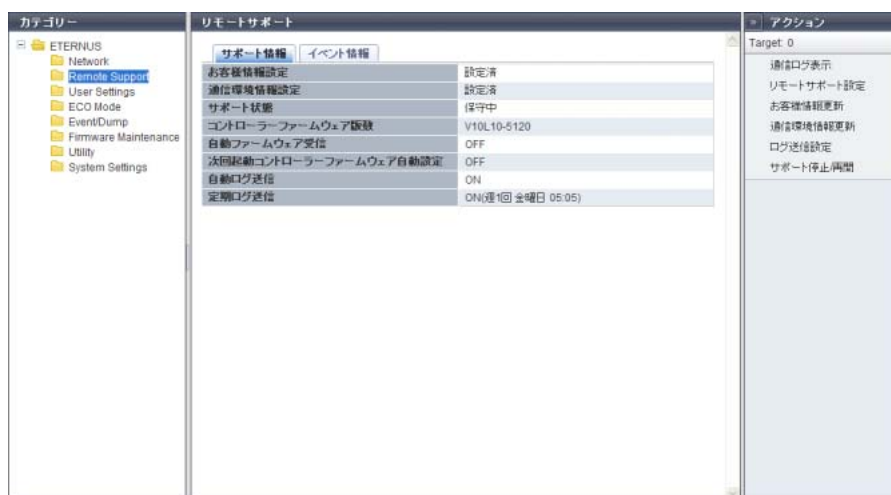 カテゴリー
ETERNUS
Network
Remote Support
User Settings
ECO Mode
Event/Dump
Firmware Maintenance
Utility
System Settings
リモートサポート
サポート情報 イベント情報
お客様情報設定 設定済
通信環境情報設定 設定済
サポート状態 保守中
コントローラーファームウェア版数 V10L10-5120
自動ファームウェア受信 OFF
次回起動コントローラーファームウェア自動設定 OFF
自動ログ送信 ON
定期ログ送信 ON(週1回 金曜日 05:05)
» アクション
Target: 0
通信ログ表示
リモートサポート設定
お客様情報更新
通信環境情報更新
ログ送信設定
サポート停止/再開